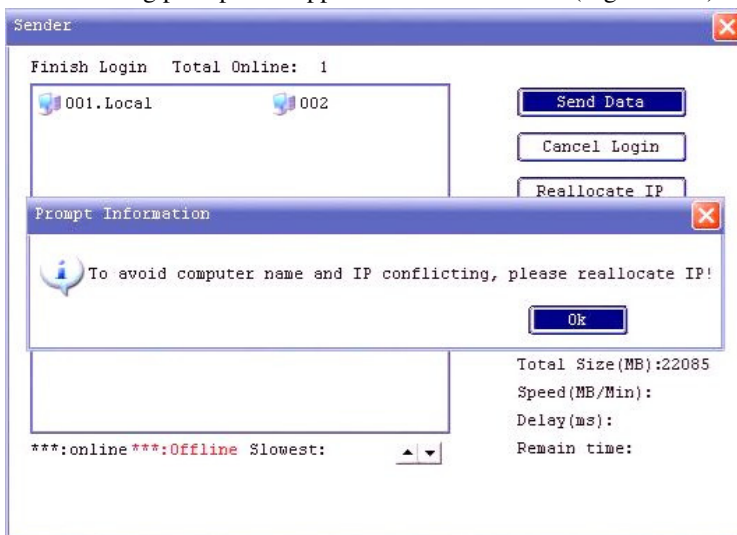 Sender
Finish Login Total Online: 1
001.Local 002
Send Data
Cancel Login
Reallocate IP
Prompt Information
To avoid computer name and IP conflicting, please reallocate IP!
Ok
Total Size(MB):22085
Speed(MB/Min):
Delay(ms):
***:online ***:Offline Slowest:
Remain time: